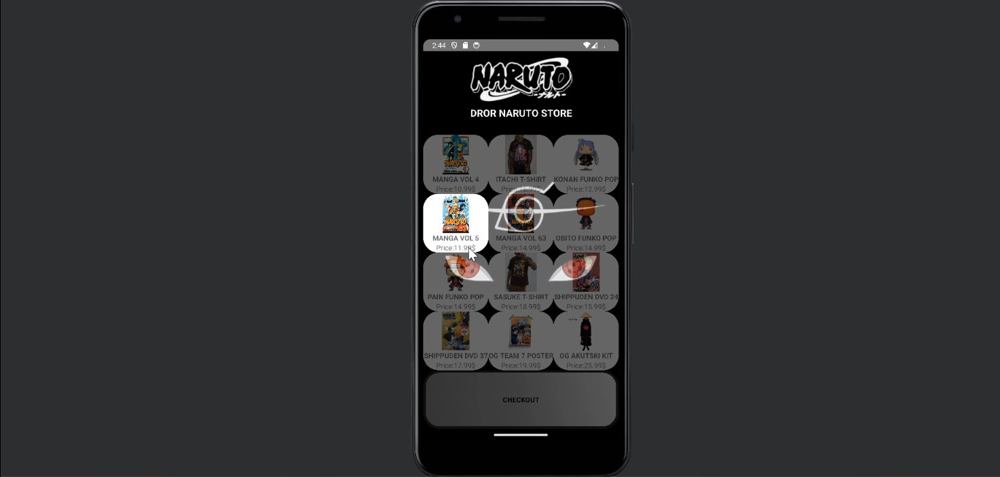 2:44
NARUTO
-ナルト-
DROR NARUTO STORE
MANGA VOL 4
ITACHI T-SHIRT
KONAN FUNKO POP
Price:10.99$
Price:12.99$
NARUTO
MANGA VOL 5
MANGA VOL 63
OBITO FUNKO POP
Price:11.99$
Price:14.99$
Price:14.99$
PAIN FUNKO POP
SASUKE T-SHIRT
SHIPPUDEN DVD 24
Price:14.99$
Price:18.99$
Price:15.99$
SHIPPUDEN DVD 37
OG TEAM 7 POSTER
OG AKUTSKI KIT
Price:17.99$
Price:19.99$
Price:25.99$
CHECKOUT